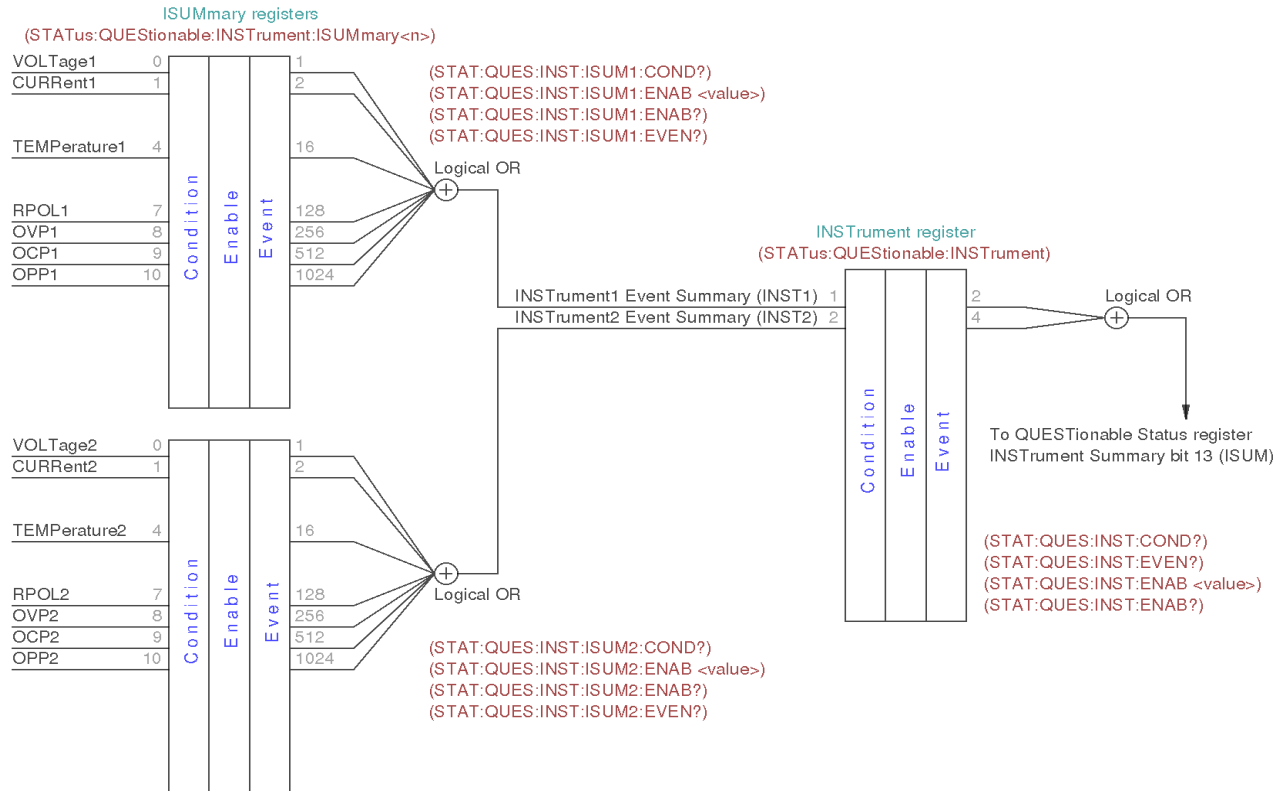 ISUMmary registers
(STATus:QUEStionable:INSTrument:ISUMmary<n>)
VOLTage1 0 1
CURRent1 1 2
TEMPerature1 4 16
RPOL1 7 128
OVP1 8 256
OCP1 9 512
OPP1 10 1024
Condition
Enable
Event
(STAT:QUES:INST:ISUM1:COND?)
(STAT:QUES:INST:ISUM1:ENAB <value>)
(STAT:QUES:INST:ISUM1:ENAB?)
(STAT:QUES:INST:ISUM1:EVEN?)
Logical OR
+
INSTrument register
(STATus:QUEStionable:INSTrument)
INSTrument1 Event Summary (INST1) 1 2
INSTrument2 Event Summary (INST2) 2 4
Condition
Enable
Event
Logical OR
+
To QUESTionable Status register
INSTrument Summary bit 13 (ISUM)
(STAT:QUES:INST:COND?)
(STAT:QUES:INST:EVEN?)
(STAT:QUES:INST:ENAB <value>)
(STAT:QUES:INST:ENAB?)
VOLTage2 0 1
CURRent2 1 2
TEMPerature2 4 16
RPOL2 7 128
OVP2 8 256
OCP2 9 512
OPP2 10 1024
Condition
Enable
Event
+
Logical OR
(STAT:QUES:INST:ISUM2:COND?)
(STAT:QUES:INST:ISUM2:ENAB <value>)
(STAT:QUES:INST:ISUM2:ENAB?)
(STAT:QUES:INST:ISUM2:EVEN?)